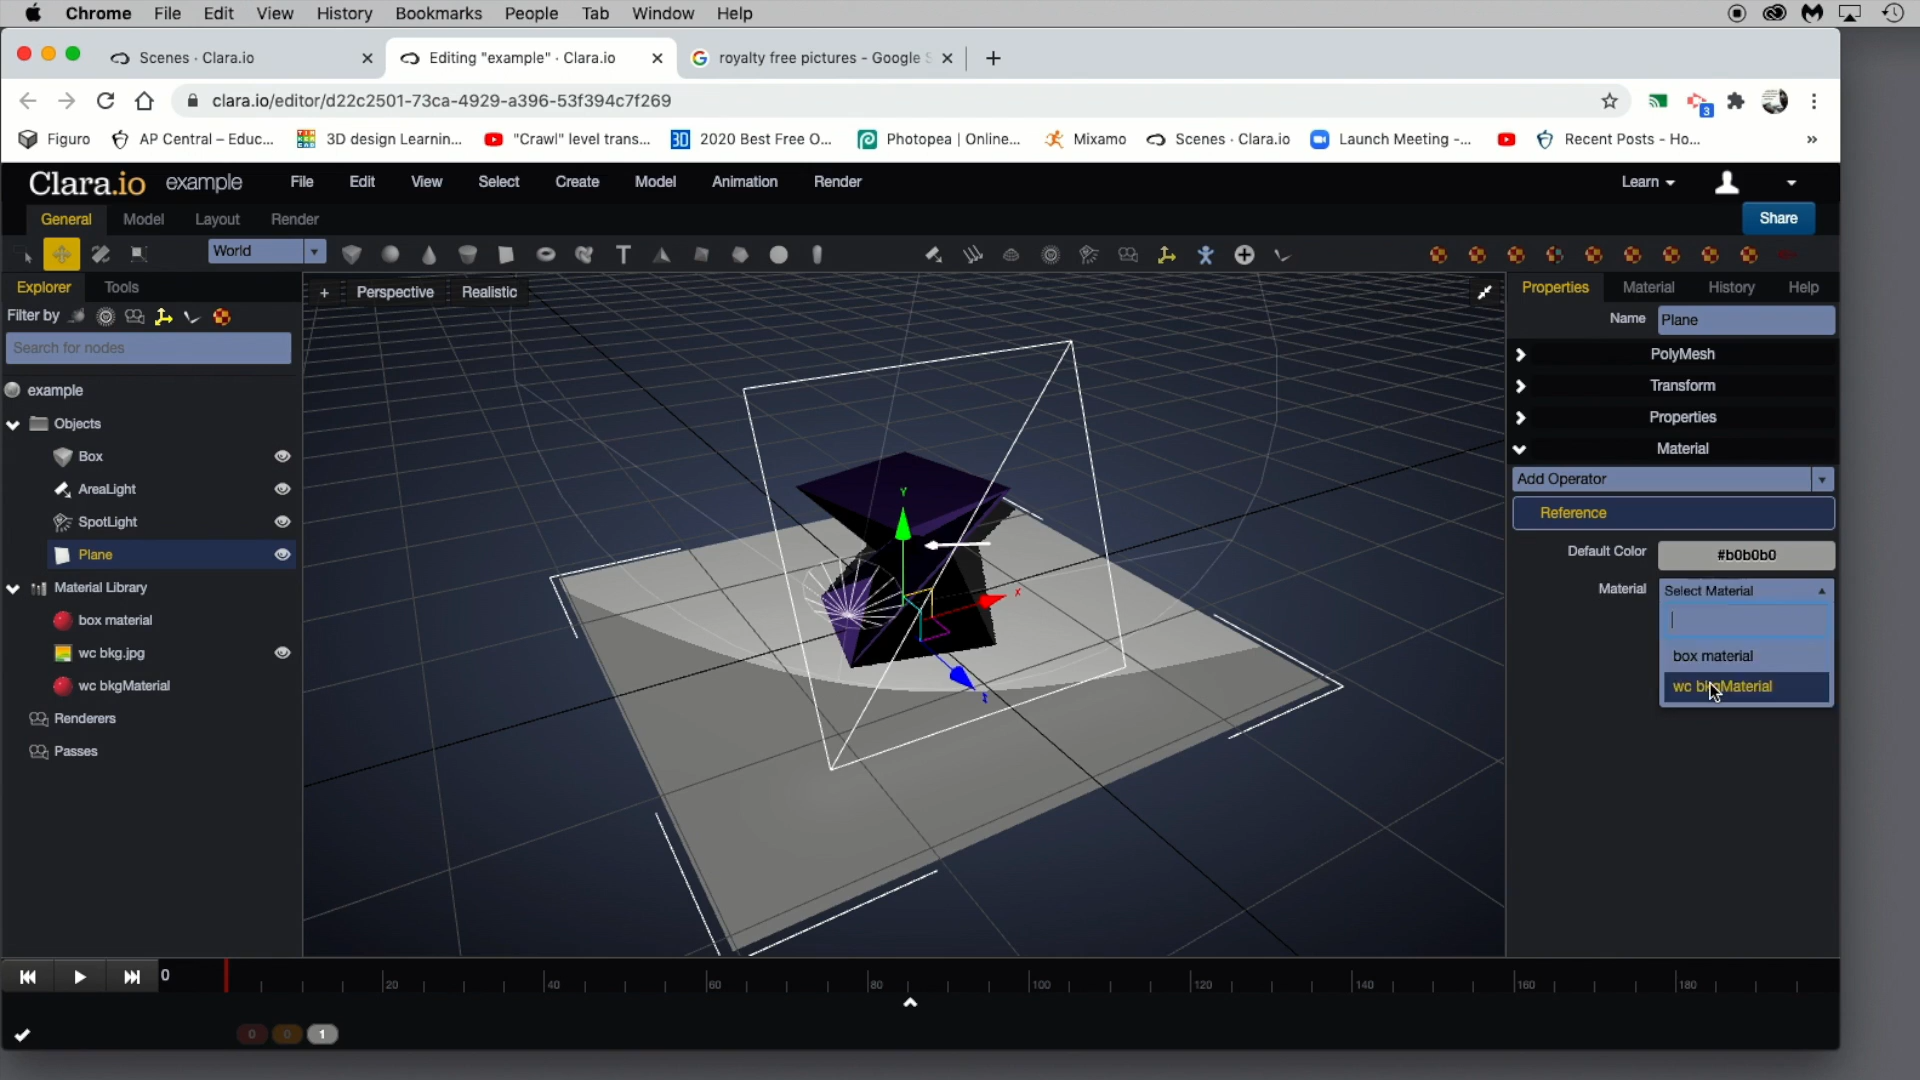 Chrome File Edit View History Bookmarks People Tab Window Help
Scenes · Clara.io
Editing "example" · Clara.io
royalty free pictures - Google S
clara.io/editor/d22c2501-73ca-4929-a396-53f394c7f269
3
Figuro
AP Central – Educ...
3D design Learnin...
"Crawl" level trans...
3D 2020 Best Free O...
Photopea | Online...
Mixamo
Scenes · Clara.io
Launch Meeting -...
Recent Posts - Ho...
»
Clara.io example File Edit View Select Create Model Animation Render Learn
General Model Layout Render Share
World
Explorer Tools
+ Perspective Realistic
Properties Material History Help
Filter by
Name Plane
Search for nodes
PolyMesh
example
Transform
Objects
Properties
Box
Material
AreaLight
Add Operator
SpotLight
Reference
Plane
Default Color #b0b0b0
Material Library
Material Select Material
box material
box material
wc bkg.jpg
wc bkgMaterial
wc bkgMaterial
Renderers
Passes
Y
X
0 20 40 60 80 100 120 140 160 180
0 0 1